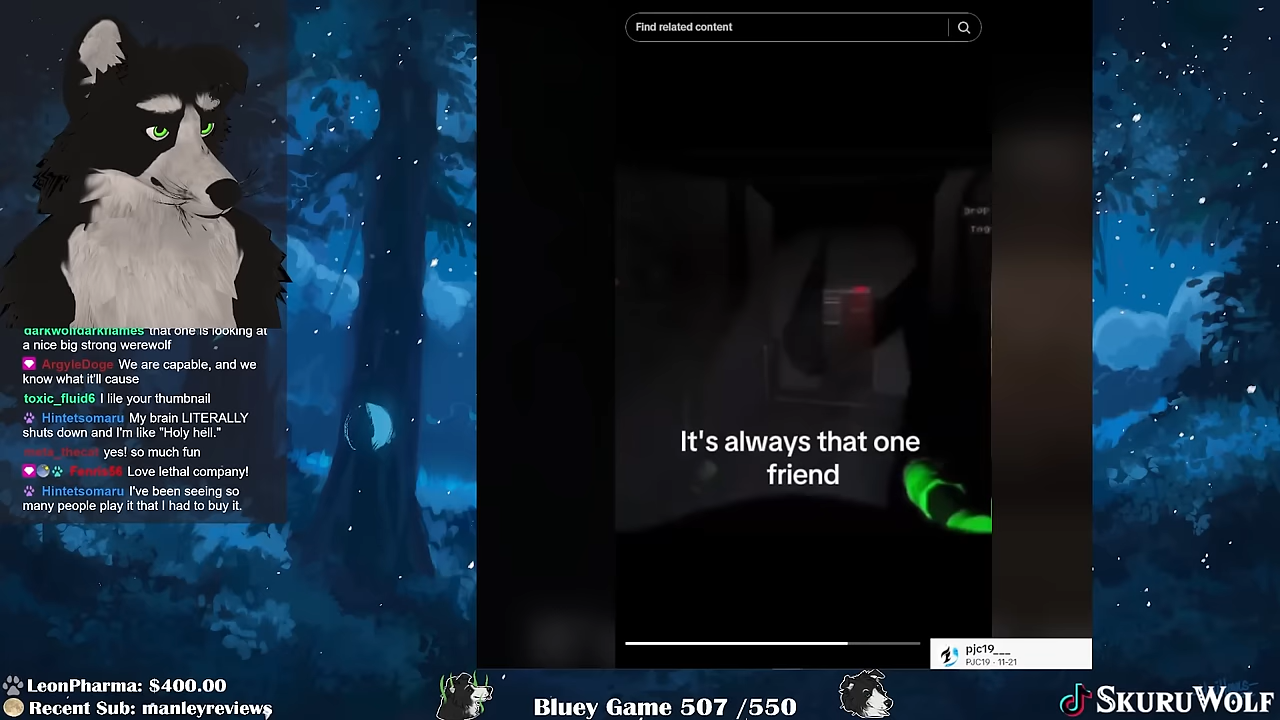 Find related content
Drop
Tog
It's always that one
friend
pjc19___
PJC19 · 11-21
darkwolfdarkflames that one is looking at
a nice big strong werewolf
ArgyleDoge We are capable, and we
know what it'll cause
toxic_fluid6 I lile your thumbnail
Hintetsomaru My brain LITERALLY
shuts down and I'm like "Holy hell."
yes! so much fun
Fenris56 Love lethal company!
Hintetsomaru I've been seeing so
many people play it that I had to buy it.
LeonPharma: $400.00
Recent Sub: manleyreviews
Bluey Game 507 /550
SkuruWolf